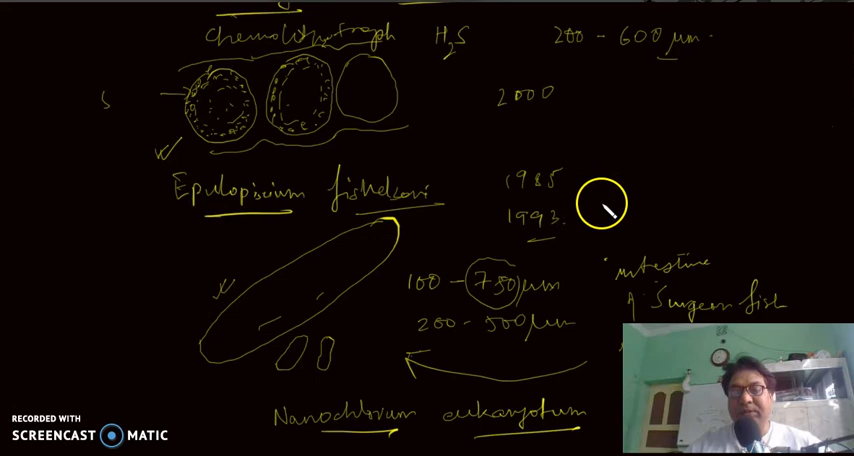 Chemolithotroph H2S 200 - 600 μm.
S
2000
Epulopiscium fishelsoni
1985
1993.
100 - 750 μm
200 - 500 μm
intestine
Surgeon fish
Nanochlorum eukaryotum
RECORDED WITH
SCREENCAST MATIC